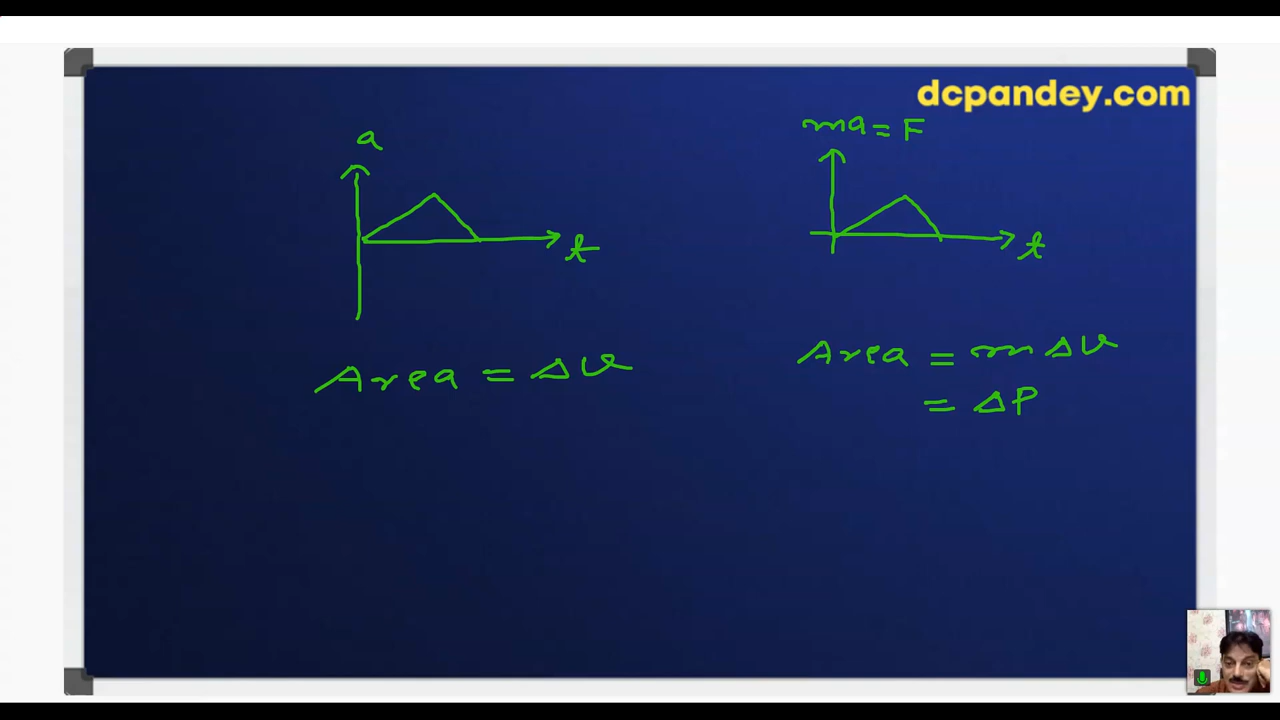 dcpandey.com
a
t
Area = Δv
ma = F
t
Area = mΔv
= ΔP